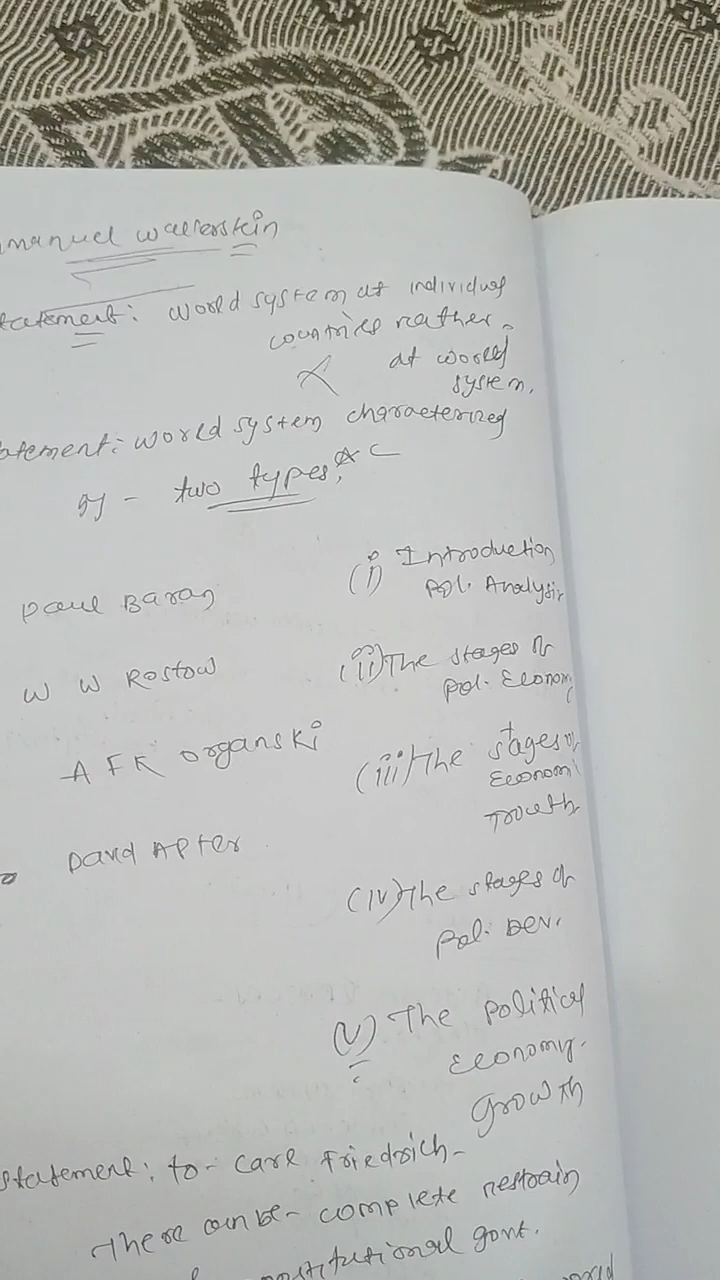 manuel Wallerstein
tatement: World system at individual
countries rather
at world
system.
X
atement: world system characterized
by - two types,
Paul Baran
(i) Introduction
Pol. Analysis
W W Rostow
(ii) The stages of
Pol. Econom
A F K Organski
(iii) The stages of
Economi
Growth
David Apter
(iv) The stages of
Pol. Dev.
(v) The Political
Economy.
Growth
Statement: to - Carl Friedrich -
There can be - complete restrain
onstitutional govt.